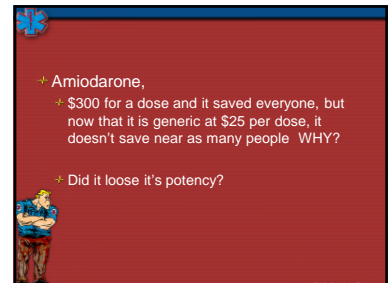 Amiodarone,
$300 for a dose and it saved everyone, but
now that it is generic at $25 per dose, it
doesn't save near as many people  WHY?
Did it loose it's potency?